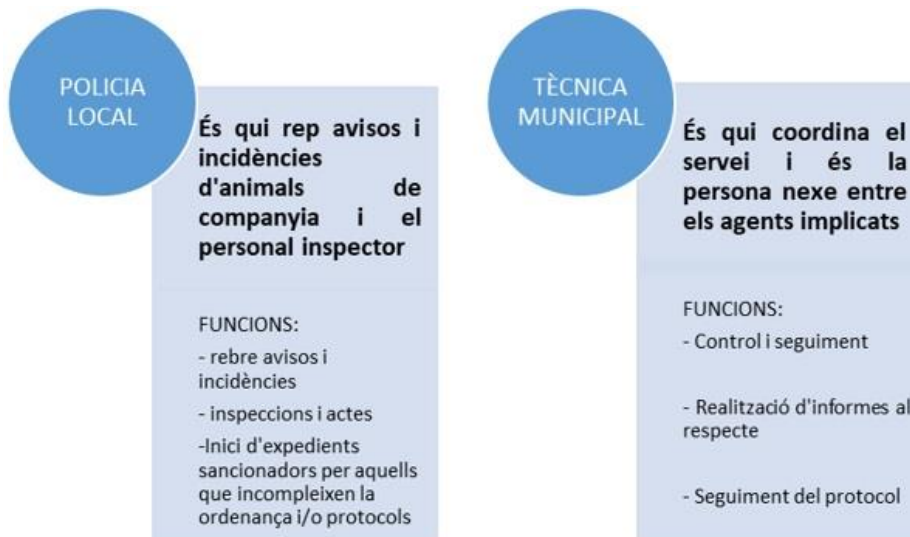 POLICIA
LOCAL
És qui rep avisos i
incidències
d'animals de
companyia i el
personal inspector
FUNCIONS:
- rebre avisos i
incidències
- inspeccions i actes
-Inici d'expedients
sancionadors per aquells
que incompleixen la
ordenança i/o protocols
TÈCNICA
MUNICIPAL
És qui coordina el
servei i és la
persona nexe entre
els agents implicats
FUNCIONS:
- Control i seguiment
- Realització d'informes al
respecte
- Seguiment del protocol